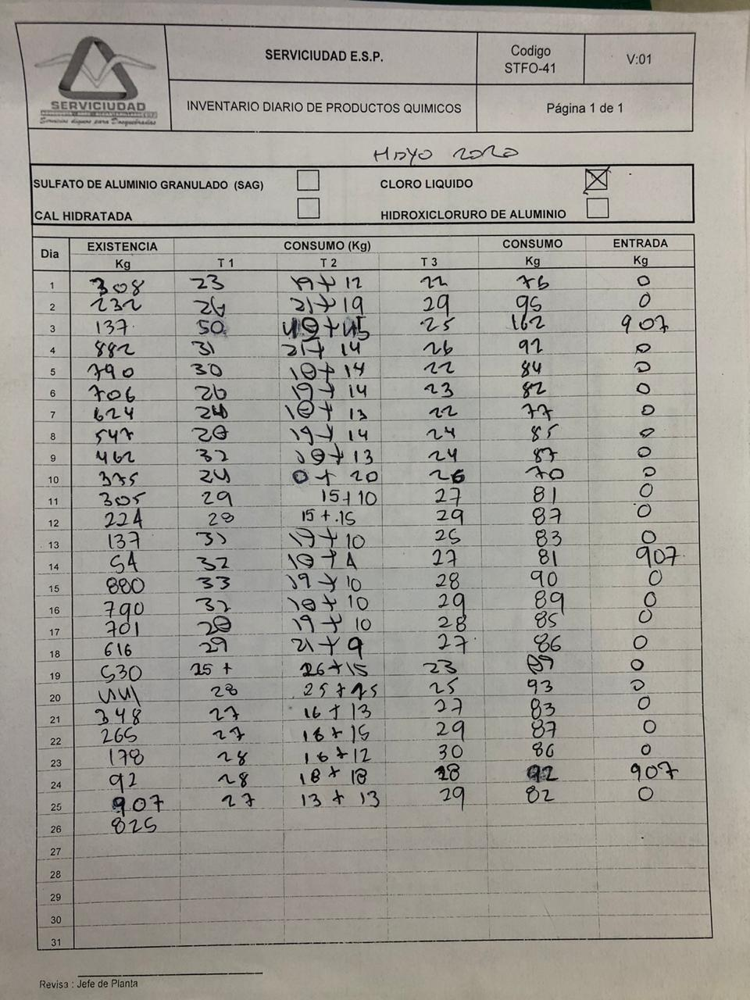 SERVICIUDAD
Servicios dignos para Dosquebradas
SERVICIUDAD E.S.P.
Codigo
STFO-41
V:01
INVENTARIO DIARIO DE PRODUCTOS QUIMICOS
Página 1 de 1
Mayo 2020
SULFATO DE ALUMINIO GRANULADO (SAG)
CLORO LIQUIDO
CAL HIDRATADA
HIDROXICLORURO DE ALUMINIO
Dia EXISTENCIA CONSUMO (Kg) CONSUMO ENTRADA
Kg T 1 T 2 T 3 Kg Kg
1 308 23 19+12 22 76 0
2 232 26 21+19 29 95 0
3 137 50 25 162 907
4 882 31 21+14 26 92 0
5 790 30 18+14 22 84 0
6 706 26 19+14 23 82 0
7 624 24 18+13 22 77 0
8 547 28 19+14 24 85 0
9 462 32 18+13 24 87 0
10 375 24 0+20 26 70 0
11 305 29 15+10 27 81 0
12 224 28 15+15 29 87 0
13 137 31 17+10 25 83 0
14 54 32 18+4 27 81 907
15 880 33 19+10 28 90 0
16 790 32 18+10 29 89 0
17 701 28 19+10 28 85 0
18 616 29 21+9 27 86 0
19 530 25+ 26+15 23 89 0
20 441 28 25+15 25 93 0
21 348 27 16+13 27 83 0
22 265 27 16+15 29 87 0
23 178 28 16+12 30 86 0
24 92 28 18+18 28 92 907
25 907 27 13+13 29 82 0
26 825
27
28
29
30
31
Revisa : Jefe de Planta